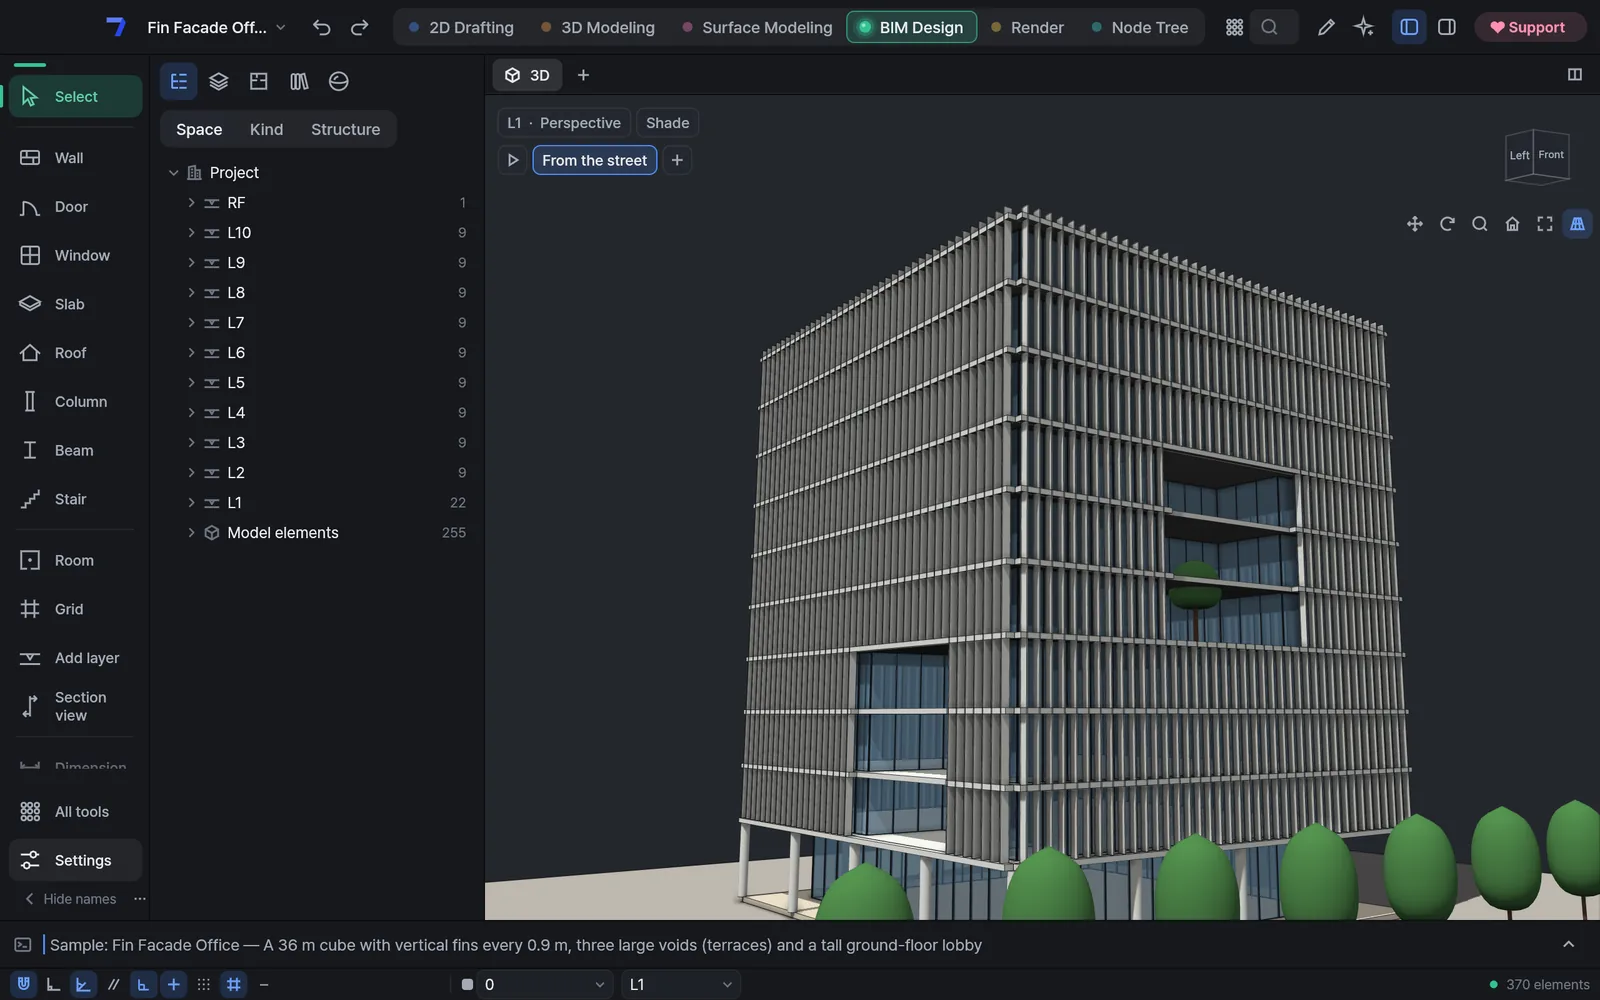 Fin Facade Off...
2D Drafting
3D Modeling
Surface Modeling
BIM Design
Render
Node Tree
Support
Select
Wall
Door
Window
Slab
Roof
Column
Beam
Stair
Room
Grid
Add layer
Section
view
Dimension
All tools
Settings
Hide names
Space
Kind
Structure
Project
RF 1
L10 9
L9 9
L8 9
L7 9
L6 9
L5 9
L4 9
L3 9
L2 9
L1 22
Model elements 255
3D
L1 · Perspective
Shade
From the street
Left
Front
Sample: Fin Facade Office — A 36 m cube with vertical fins every 0.9 m, three large voids (terraces) and a tall ground-floor lobby
0
L1
370 elements